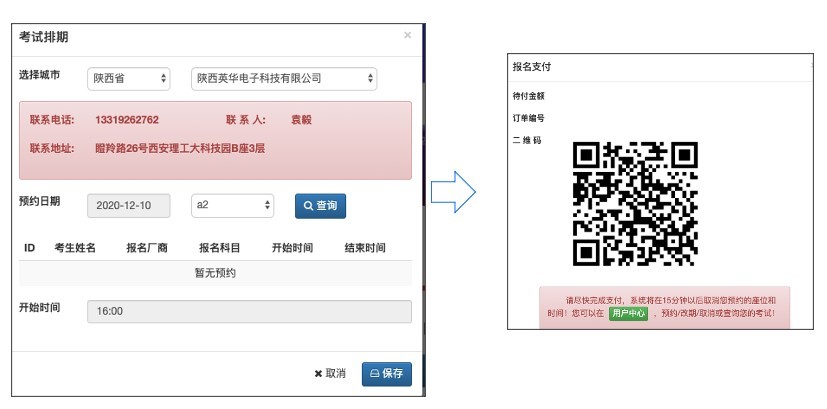 考试排期
×
选择城市
陕西省
陕西英华电子科技有限公司
联系电话: 13319262762 联 系 人: 袁毅
联系地址: 瞪羚路26号西安理工大科技园B座3层
预约日期
2020-12-10
a2
查询
ID 考生姓名 报名厂商 报名科目 开始时间 结束时间
暂无预约
开始时间
16:00
取消
保存
报名支付
待付金额
订单编号
二 维 码
请尽快完成支付，系统将在15分钟以后取消您预约的座位和
时间！您可以在 用户中心 ，预约/改期/取消或查询您的考试！